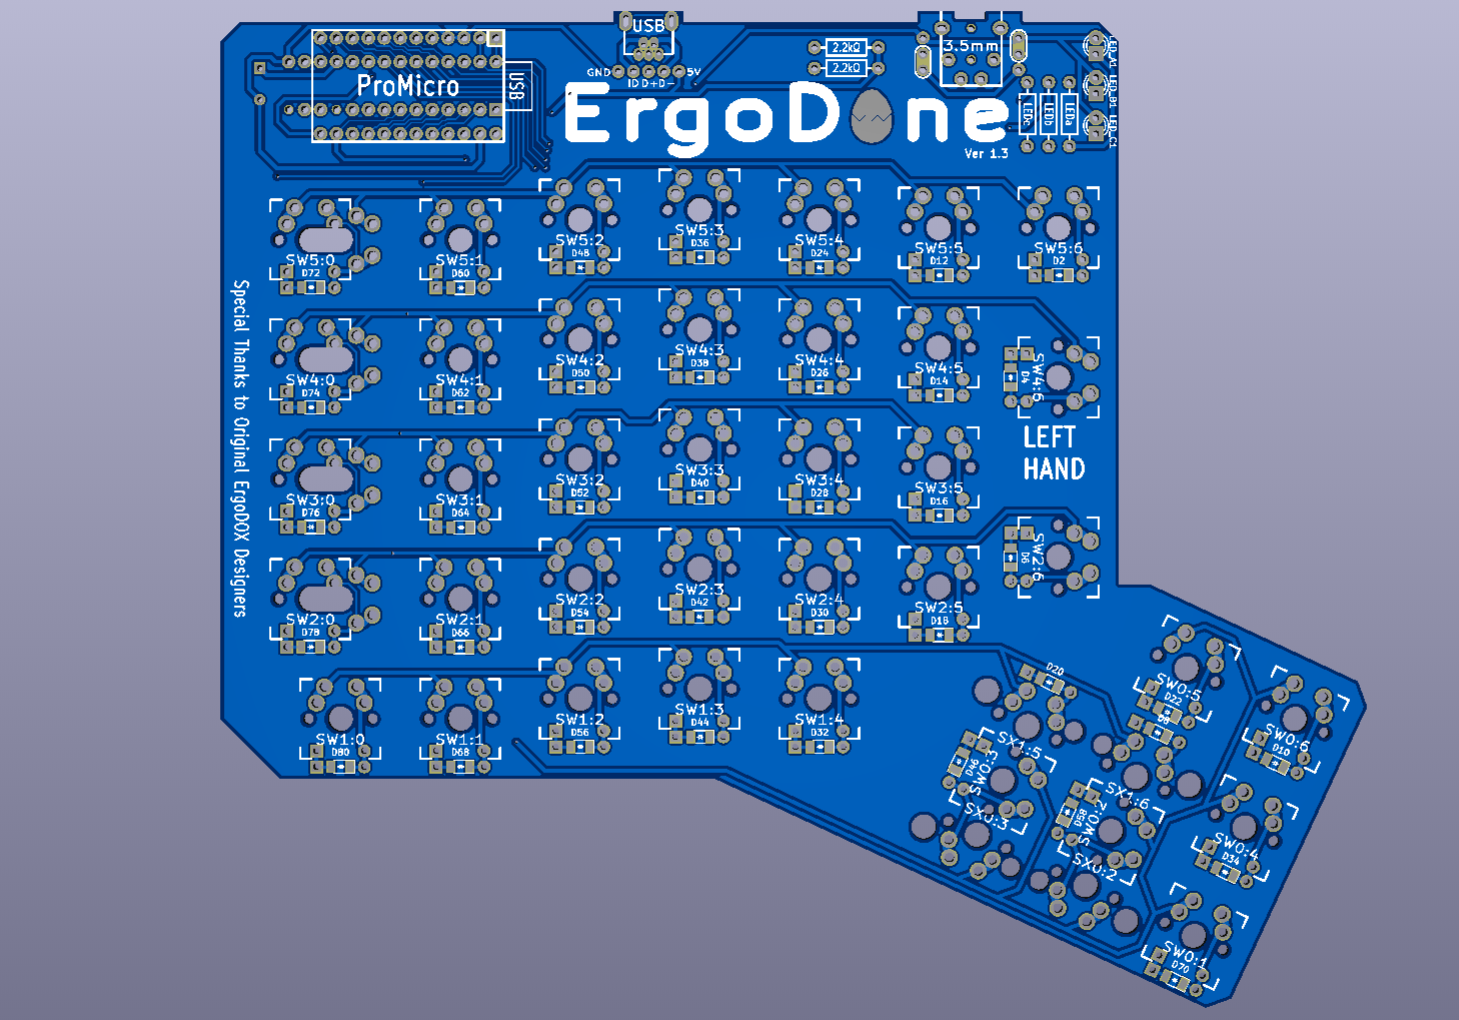 USB
ProMicro
USB
GND
ID D+ D-
5V
2.2kΩ
2.2kΩ
3.5mm
LED_A1
LED_B1
LED_C1
LEDc
LEDb
LEDa
ErgoD ne
Ver 1.3
SW5:0
D72
SW5:1
D60
SW5:2
D48
SW5:3
D36
SW5:4
D24
SW5:5
D12
SW5:6
D2
Special Thanks to Original ErgoDOX Designers
SW4:0
D74
SW4:1
D62
SW4:2
D50
SW4:3
D38
SW4:4
D26
SW4:5
D14
SW4:6
D4
LEFT
HAND
SW3:0
D76
SW3:1
D64
SW3:2
D52
SW3:3
D40
SW3:4
D28
SW3:5
D16
SW2:0
D78
SW2:1
D66
SW2:2
D54
SW2:3
D42
SW2:4
D30
SW2:5
D18
SW2:6
D6
SW1:0
D80
SW1:1
D68
SW1:2
D56
SW1:3
D44
SW1:4
D32
D20
SX1:5
SW0:3
D46
SX0:3
SW0:5
D22
D8
SX1:6
SW0:2
D58
SX0:2
SW0:6
D10
SW0:4
D34
SW0:1
D70